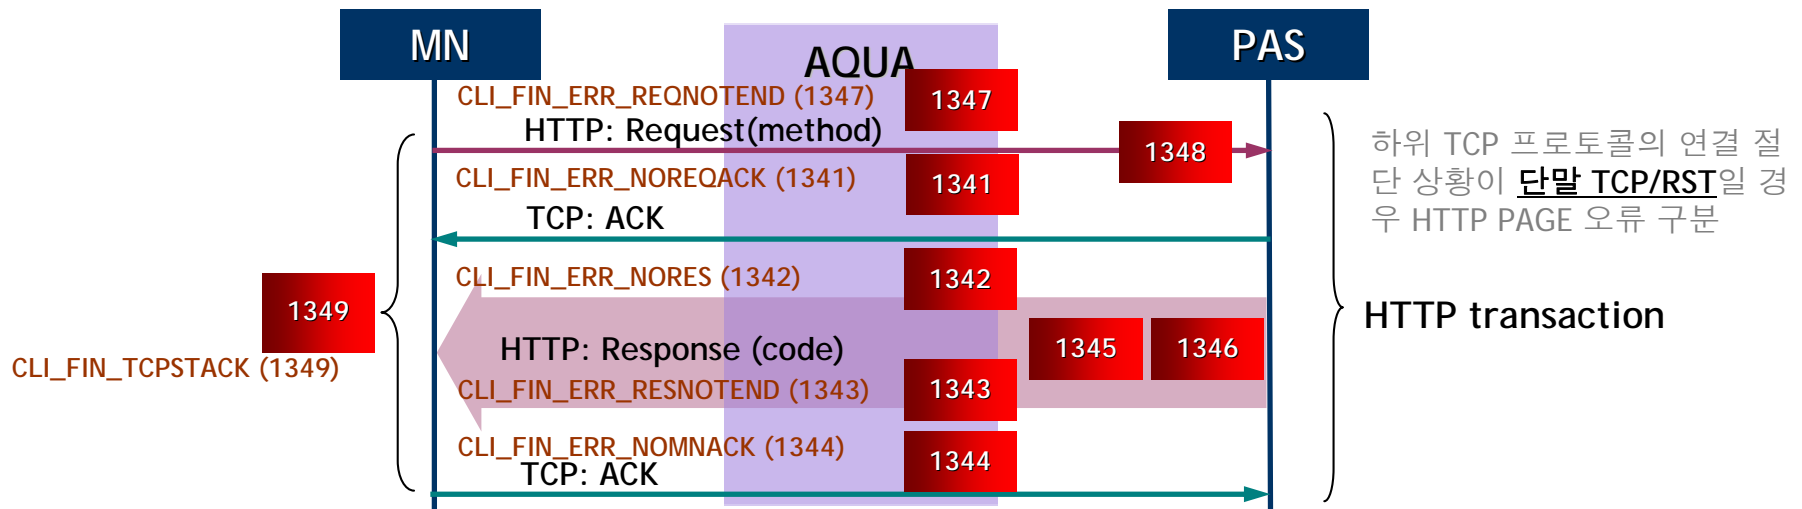 MN
AQUA
PAS
CLI_FIN_ERR_REQNOTEND (1347)
1347
HTTP: Request(method)
1348
CLI_FIN_ERR_NOREQACK (1341)
1341
TCP: ACK
CLI_FIN_ERR_NORES (1342)
1342
1349
CLI_FIN_TCPSTACK (1349)
HTTP: Response (code)
1345
1346
CLI_FIN_ERR_RESNOTEND (1343)
1343
CLI_FIN_ERR_NOMNACK (1344)
1344
TCP: ACK
하위 TCP 프로토콜의 연결 절
단 상황이 단말 TCP/RST일 경
우 HTTP PAGE 오류 구분
HTTP transaction